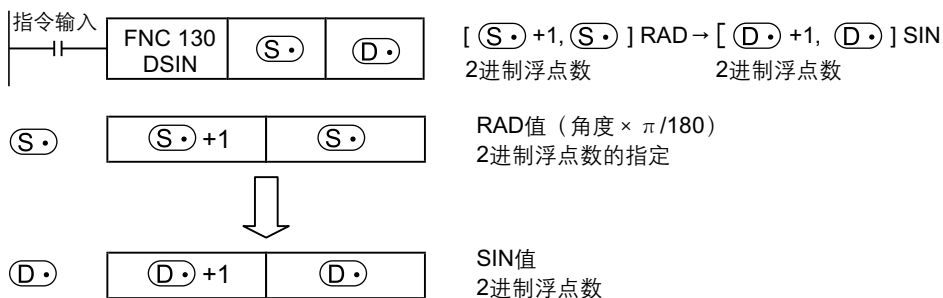 指令输入
FNC 130
DSIN
S·
D·
[ S· +1, S· ] RAD→[ D· +1, D· ] SIN
2进制浮点数
2进制浮点数
S·
S· +1
S·
RAD值（角度×π/180）
2进制浮点数的指定
D·
D· +1
D·
SIN值
2进制浮点数